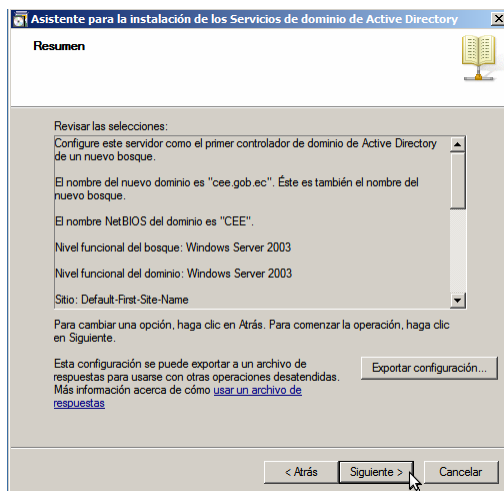 Asistente para la instalación de los Servicios de dominio de Active Directory
Resumen
Revisar las selecciones:
Configure este servidor como el primer controlador de dominio de Active Directory
de un nuevo bosque.
El nombre del nuevo dominio es "cee.gob.ec". Éste es también el nombre del
nuevo bosque.
El nombre NetBIOS del dominio es "CEE".
Nivel funcional del bosque: Windows Server 2003
Nivel funcional del dominio: Windows Server 2003
Sitio: Default-First-Site-Name
Para cambiar una opción, haga clic en Atrás. Para comenzar la operación, haga clic
en Siguiente.
Esta configuración se puede exportar a un archivo de
respuestas para usarse con otras operaciones desatendidas.
Más información acerca de cómo usar un archivo de
respuestas
Exportar configuración...
< Atrás
Siguiente >
Cancelar